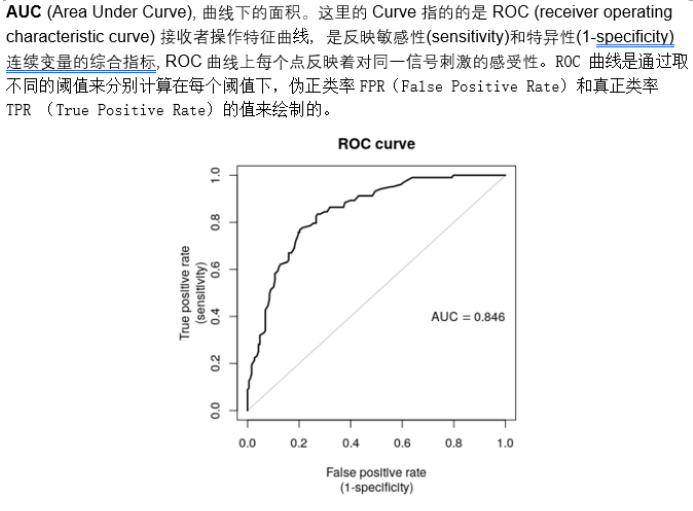 AUC (Area Under Curve), 曲线下的面积。这里的 Curve 指的的是 ROC (receiver operating
characteristic curve) 接收者操作特征曲线, 是反映敏感性(sensitivity)和特异性(1-specificity)
连续变量的综合指标, ROC 曲线上每个点反映着对同一信号刺激的感受性。ROC 曲线是通过取
不同的阈值来分别计算在每个阈值下，伪正类率 FPR（False Positive Rate）和真正类率
TPR （True Positive Rate）的值来绘制的。
ROC curve
True positive rate
(sensitivity)
1.0
0.8
0.6
0.4
0.2
0.0
AUC = 0.846
0.0 0.2 0.4 0.6 0.8 1.0
False positive rate
(1-specificity)